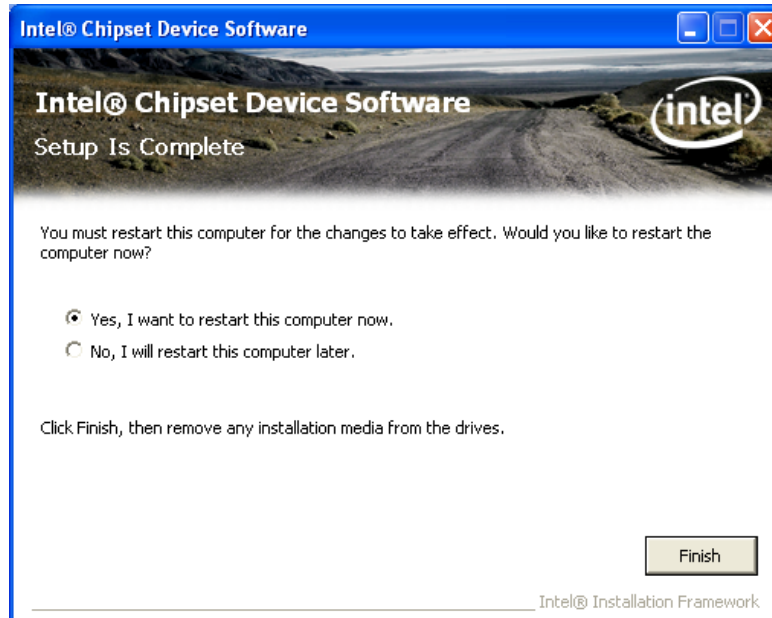 Intel® Chipset Device Software
Intel® Chipset Device Software
intel
Setup Is Complete
You must restart this computer for the changes to take effect. Would you like to restart the
computer now?
Yes, I want to restart this computer now.
No, I will restart this computer later.
Click Finish, then remove any installation media from the drives.
Finish
Intel® Installation Framework